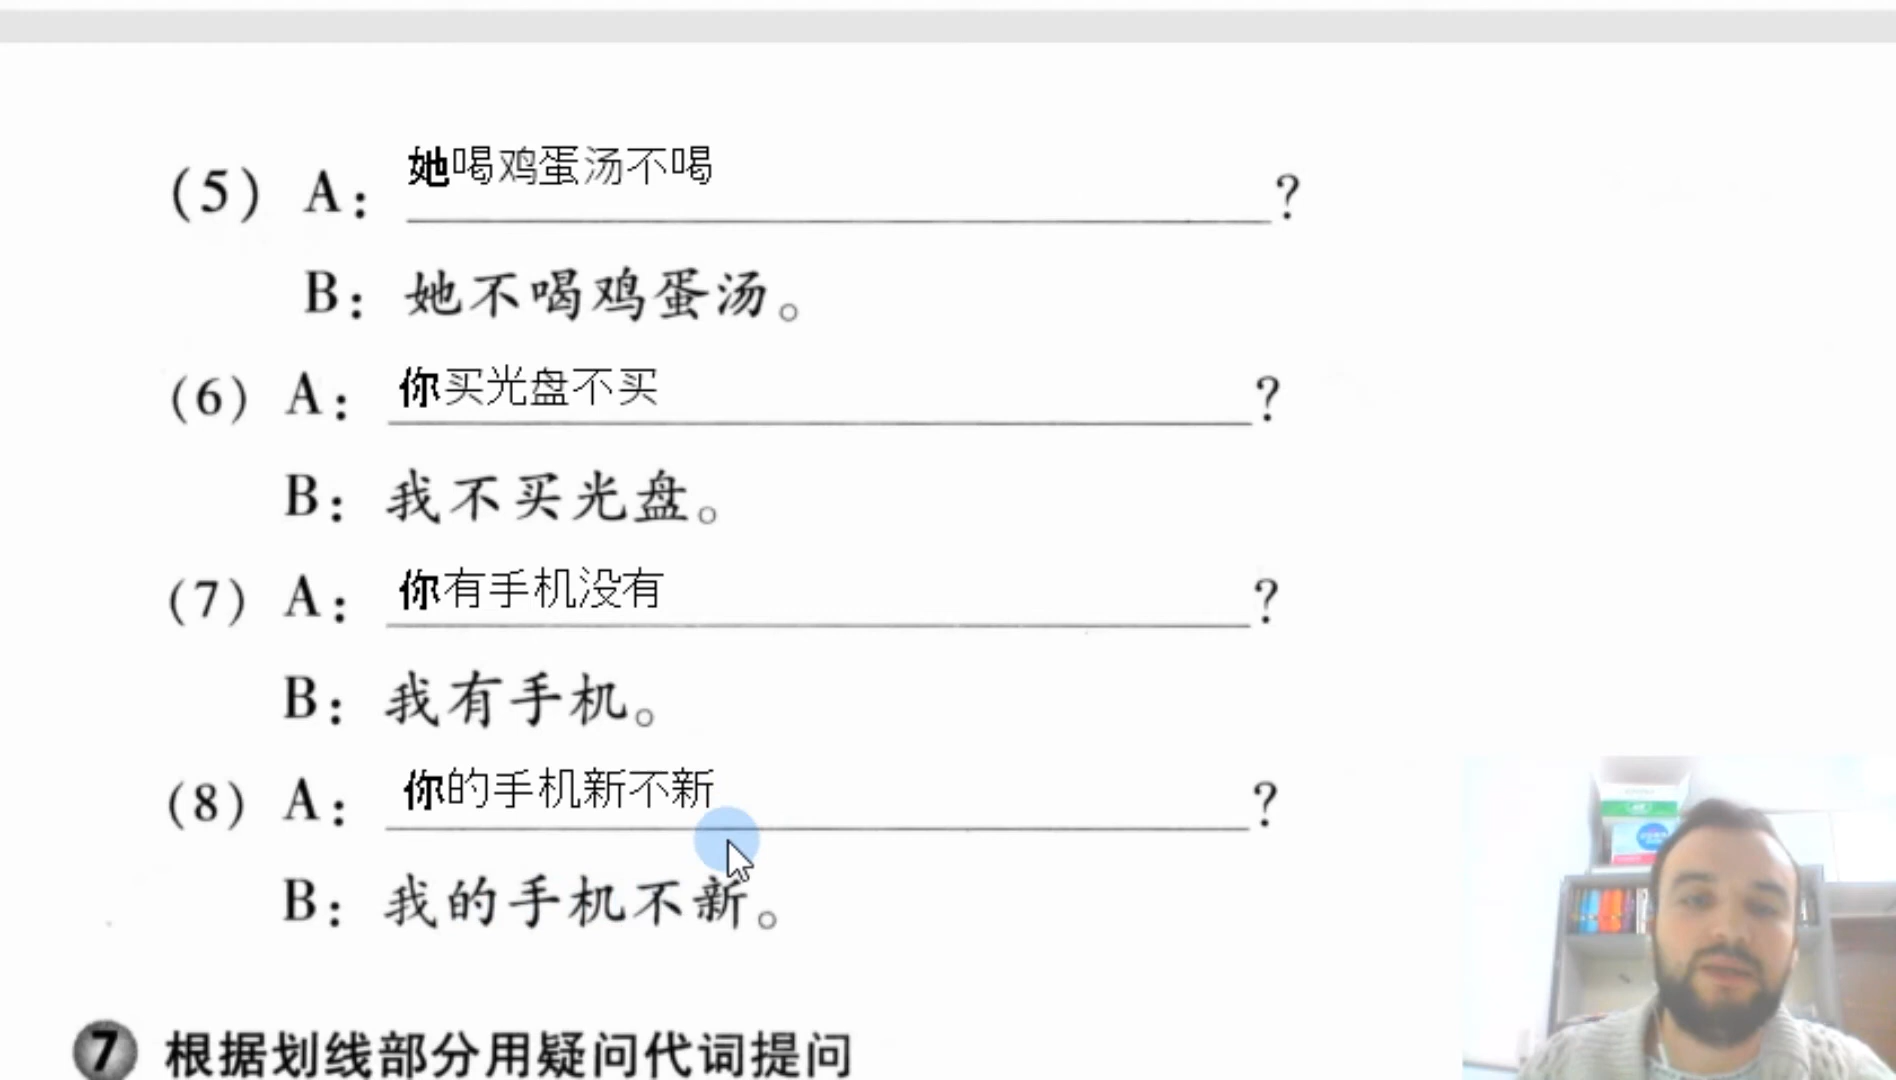 (5) A: 她喝鸡蛋汤不喝?
B: 她不喝鸡蛋汤。
(6) A: 你买光盘不买?
B: 我不买光盘。
(7) A: 你有手机没有?
B: 我有手机。
(8) A: 你的手机新不新?
B: 我的手机不新。
7 根据划线部分用疑问代词提问